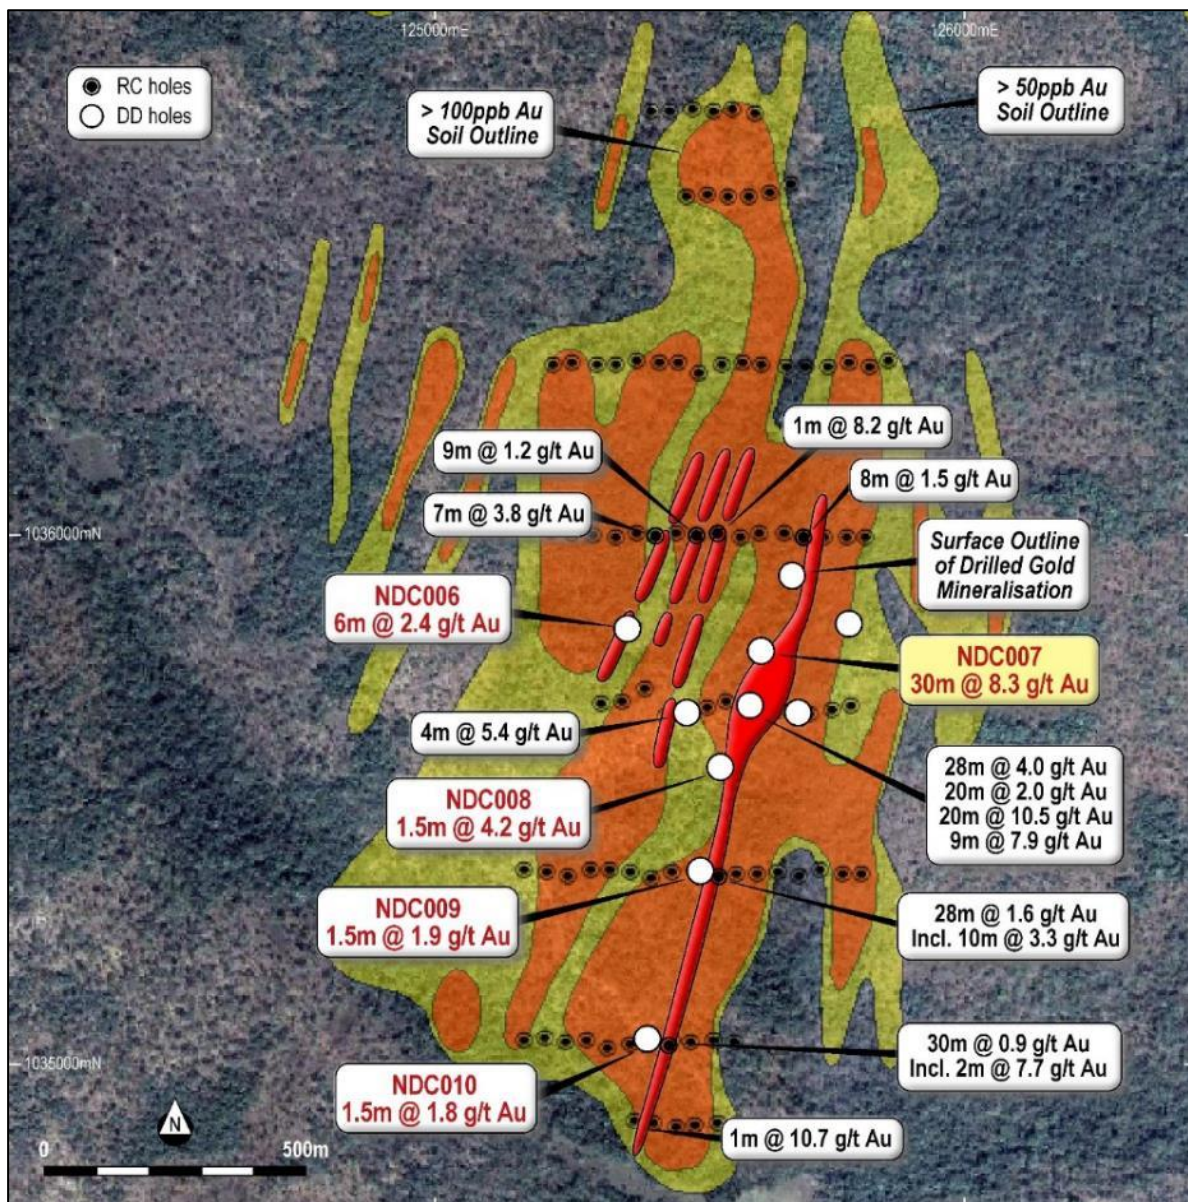 125000mE
126000mE
RC holes
DD holes
> 100ppb Au
Soil Outline
> 50ppb Au
Soil Outline
1m @ 8.2 g/t Au
9m @ 1.2 g/t Au
8m @ 1.5 g/t Au
7m @ 3.8 g/t Au
1036000mN
Surface Outline
of Drilled Gold
Mineralisation
NDC006
6m @ 2.4 g/t Au
NDC007
30m @ 8.3 g/t Au
4m @ 5.4 g/t Au
28m @ 4.0 g/t Au
20m @ 2.0 g/t Au
20m @ 10.5 g/t Au
9m @ 7.9 g/t Au
NDC008
1.5m @ 4.2 g/t Au
NDC009
1.5m @ 1.9 g/t Au
28m @ 1.6 g/t Au
Incl. 10m @ 3.3 g/t Au
1035000mN
30m @ 0.9 g/t Au
Incl. 2m @ 7.7 g/t Au
NDC010
1.5m @ 1.8 g/t Au
1m @ 10.7 g/t Au
N
0
500m